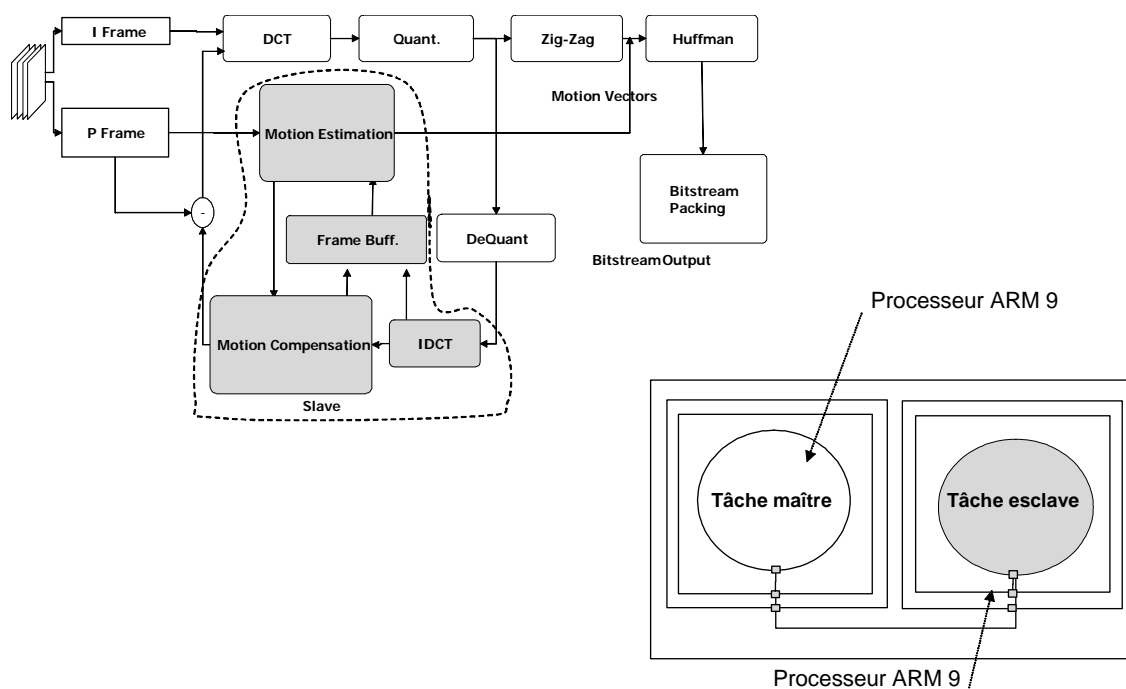 I Frame
DCT
Quant.
Zig-Zag
Huffman
Motion Vectors
P Frame
Motion Estimation
-
Bitstream
Packing
Frame Buff.
DeQuant
BitstreamOutput
Motion Compensation
IDCT
Slave
Processeur ARM 9
Tâche maître
Tâche esclave
Processeur ARM 9